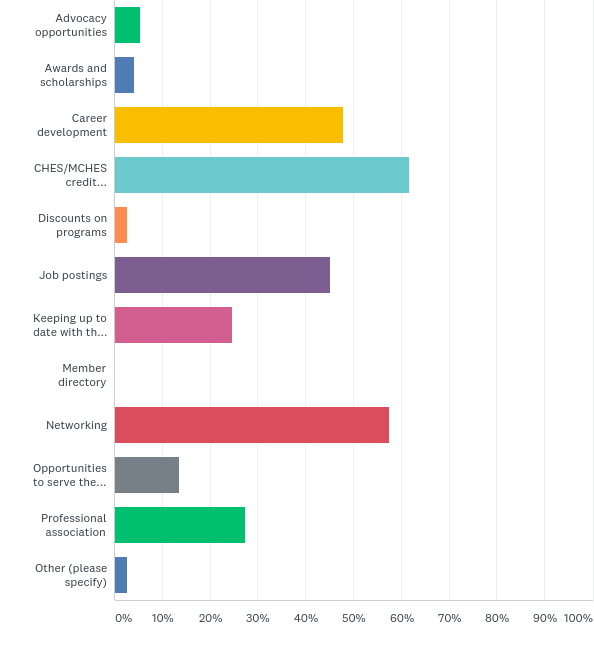 Advocacy
opportunities
Awards and
scholarships
Career
development
CHES/MCHES
credit...
Discounts on
programs
Job postings
Keeping up to
date with th...
Member
directory
Networking
Opportunities
to serve the...
Professional
association
Other (please
specify)
0% 10% 20% 30% 40% 50% 60% 70% 80% 90% 100%